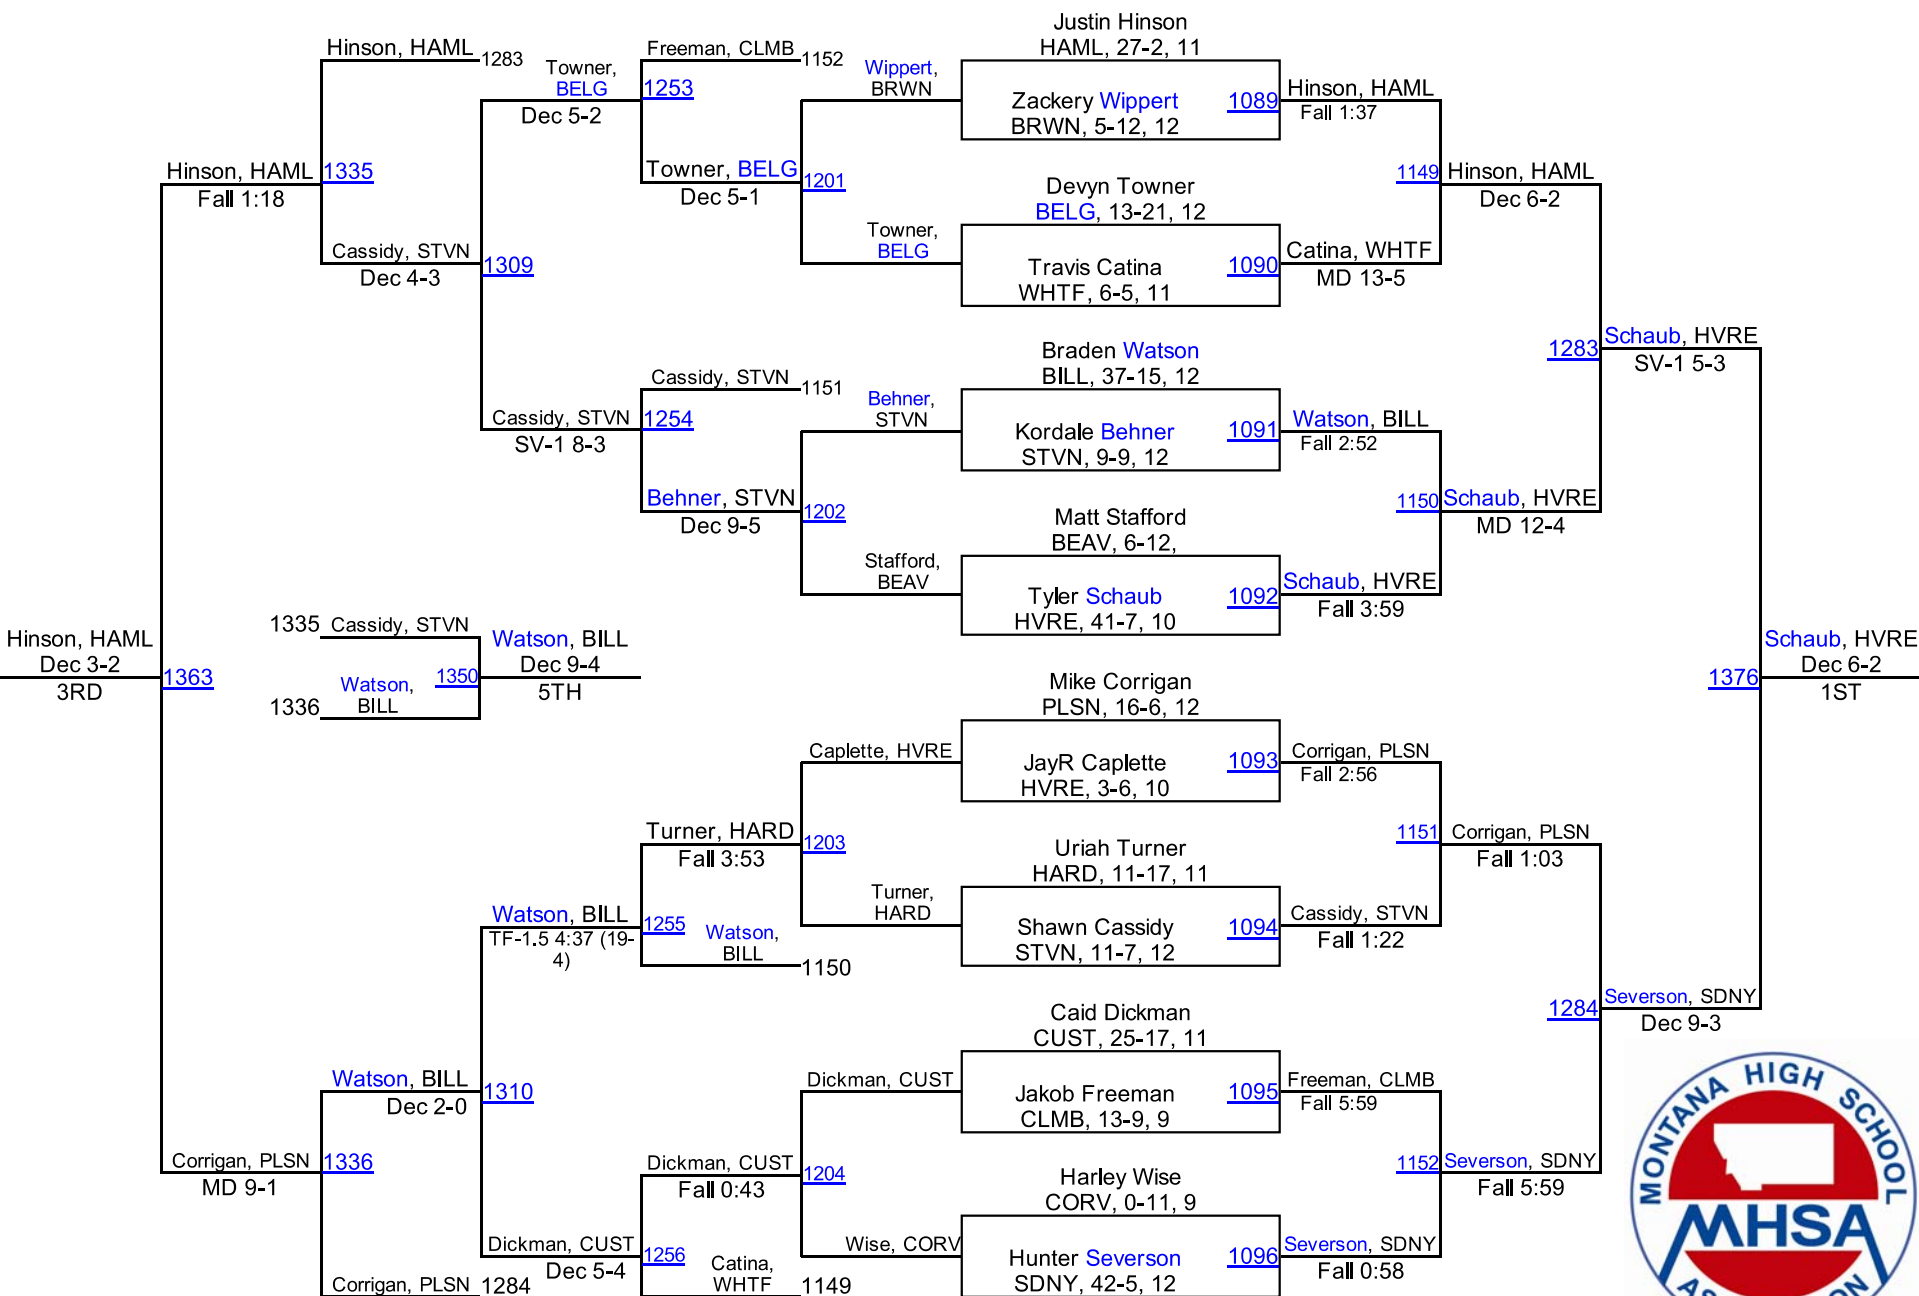 Justin Hinson
HAML, 27-2, 11
Hinson, HAML
1283
Towner,
BELG
Dec 5-2
Freeman, CLMB
1152
1253
Wippert,
BRWN
Zackery Wippert
BRWN, 5-12, 12
1089
Hinson, HAML
Fall 1:37
Hinson, HAML
Fall 1:18
1335
Towner, BELG
Dec 5-1
1201
Devyn Towner
BELG, 13-21, 12
1149
Hinson, HAML
Dec 6-2
Cassidy, STVN
Dec 4-3
1309
Towner,
BELG
Travis Catina
WHTF, 6-5, 11
1090
Catina, WHTF
MD 13-5
Braden Watson
BILL, 37-15, 12
1283
Schaub, HVRE
SV-1 5-3
Cassidy, STVN
1151
Cassidy, STVN
SV-1 8-3
1254
Behner,
STVN
Kordale Behner
STVN, 9-9, 12
1091
Watson, BILL
Fall 2:52
Behner, STVN
Dec 9-5
1202
Matt Stafford
BEAV, 6-12,
1150
Schaub, HVRE
MD 12-4
Stafford,
BEAV
Tyler Schaub
HVRE, 41-7, 10
1092
Schaub, HVRE
Fall 3:59
Hinson, HAML
Dec 3-2
3RD
1363
1335
Cassidy, STVN
Watson,
BILL
1336
1350
Watson, BILL
Dec 9-4
5TH
Mike Corrigan
PLSN, 16-6, 12
1376
Schaub, HVRE
Dec 6-2
1ST
Caplette, HVRE
JayR Caplette
HVRE, 3-6, 10
1093
Corrigan, PLSN
Fall 2:56
Turner, HARD
Fall 3:53
1203
Uriah Turner
HARD, 11-17, 11
1151
Corrigan, PLSN
Fall 1:03
Watson, BILL
TF-1.5 4:37 (19-
4)
1255
Watson,
BILL
1150
Turner,
HARD
Shawn Cassidy
STVN, 11-7, 12
1094
Cassidy, STVN
Fall 1:22
Caid Dickman
CUST, 25-17, 11
1284
Severson, SDNY
Dec 9-3
Watson, BILL
Dec 2-0
1310
Dickman, CUST
Jakob Freeman
CLMB, 13-9, 9
1095
Freeman, CLMB
Fall 5:59
Corrigan, PLSN
MD 9-1
1336
Dickman, CUST
Fall 0:43
1204
Harley Wise
CORV, 0-11, 9
1152
Severson, SDNY
Fall 5:59
Dickman, CUST
Dec 5-4
1256
Wise, CORV
Hunter Severson
SDNY, 42-5, 12
1096
Severson, SDNY
Fall 0:58
Corrigan, PLSN
1284
Catina,
WHTF
1149
MONTANA HIGH SCHOOL
MHSA